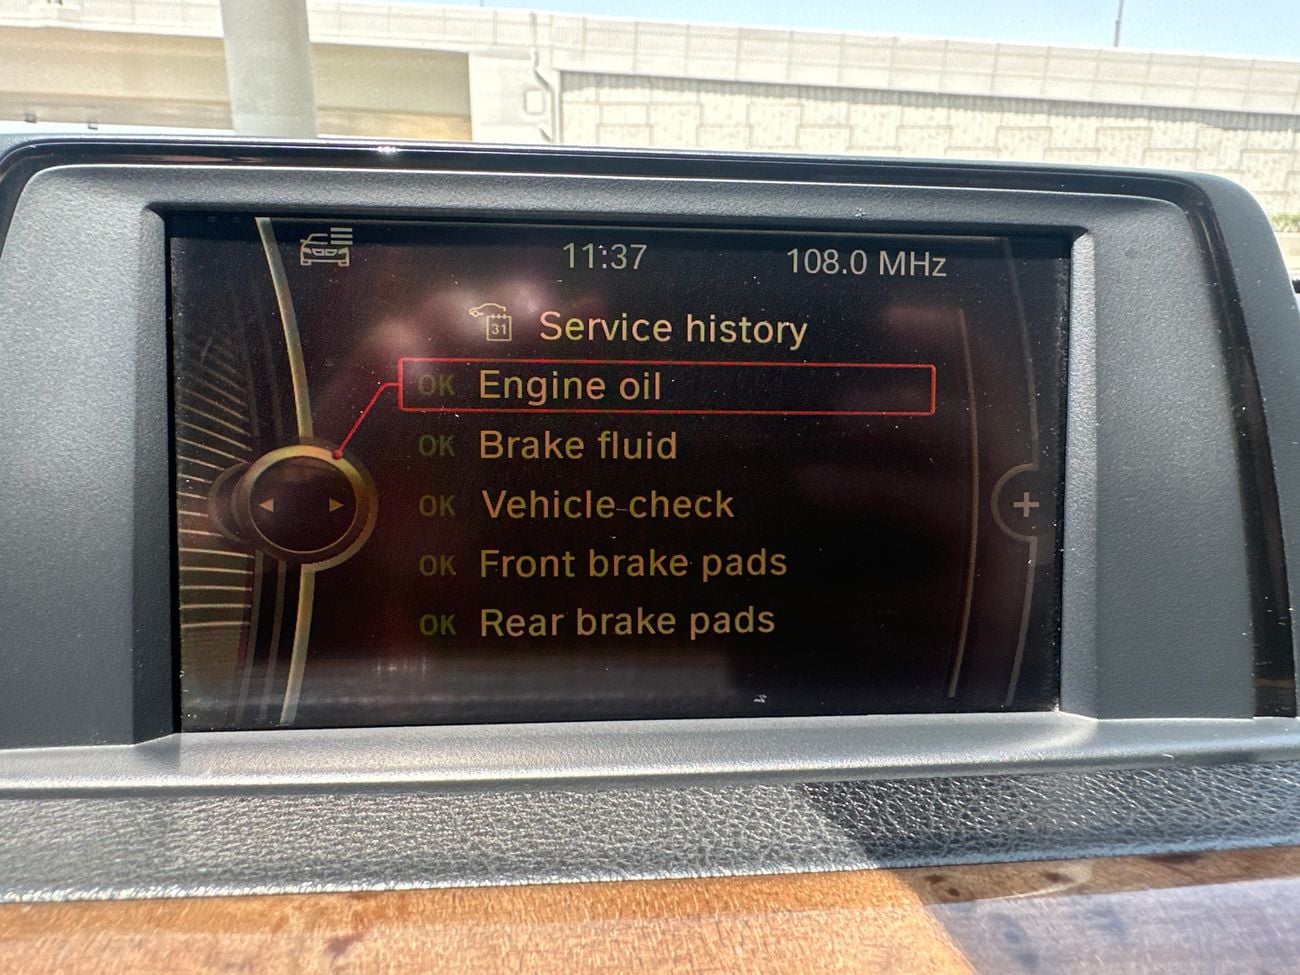 11:37 108.0 MHz
31 Service history
OK Engine oil
OK Brake fluid
OK Vehicle check
OK Front brake pads
OK Rear brake pads